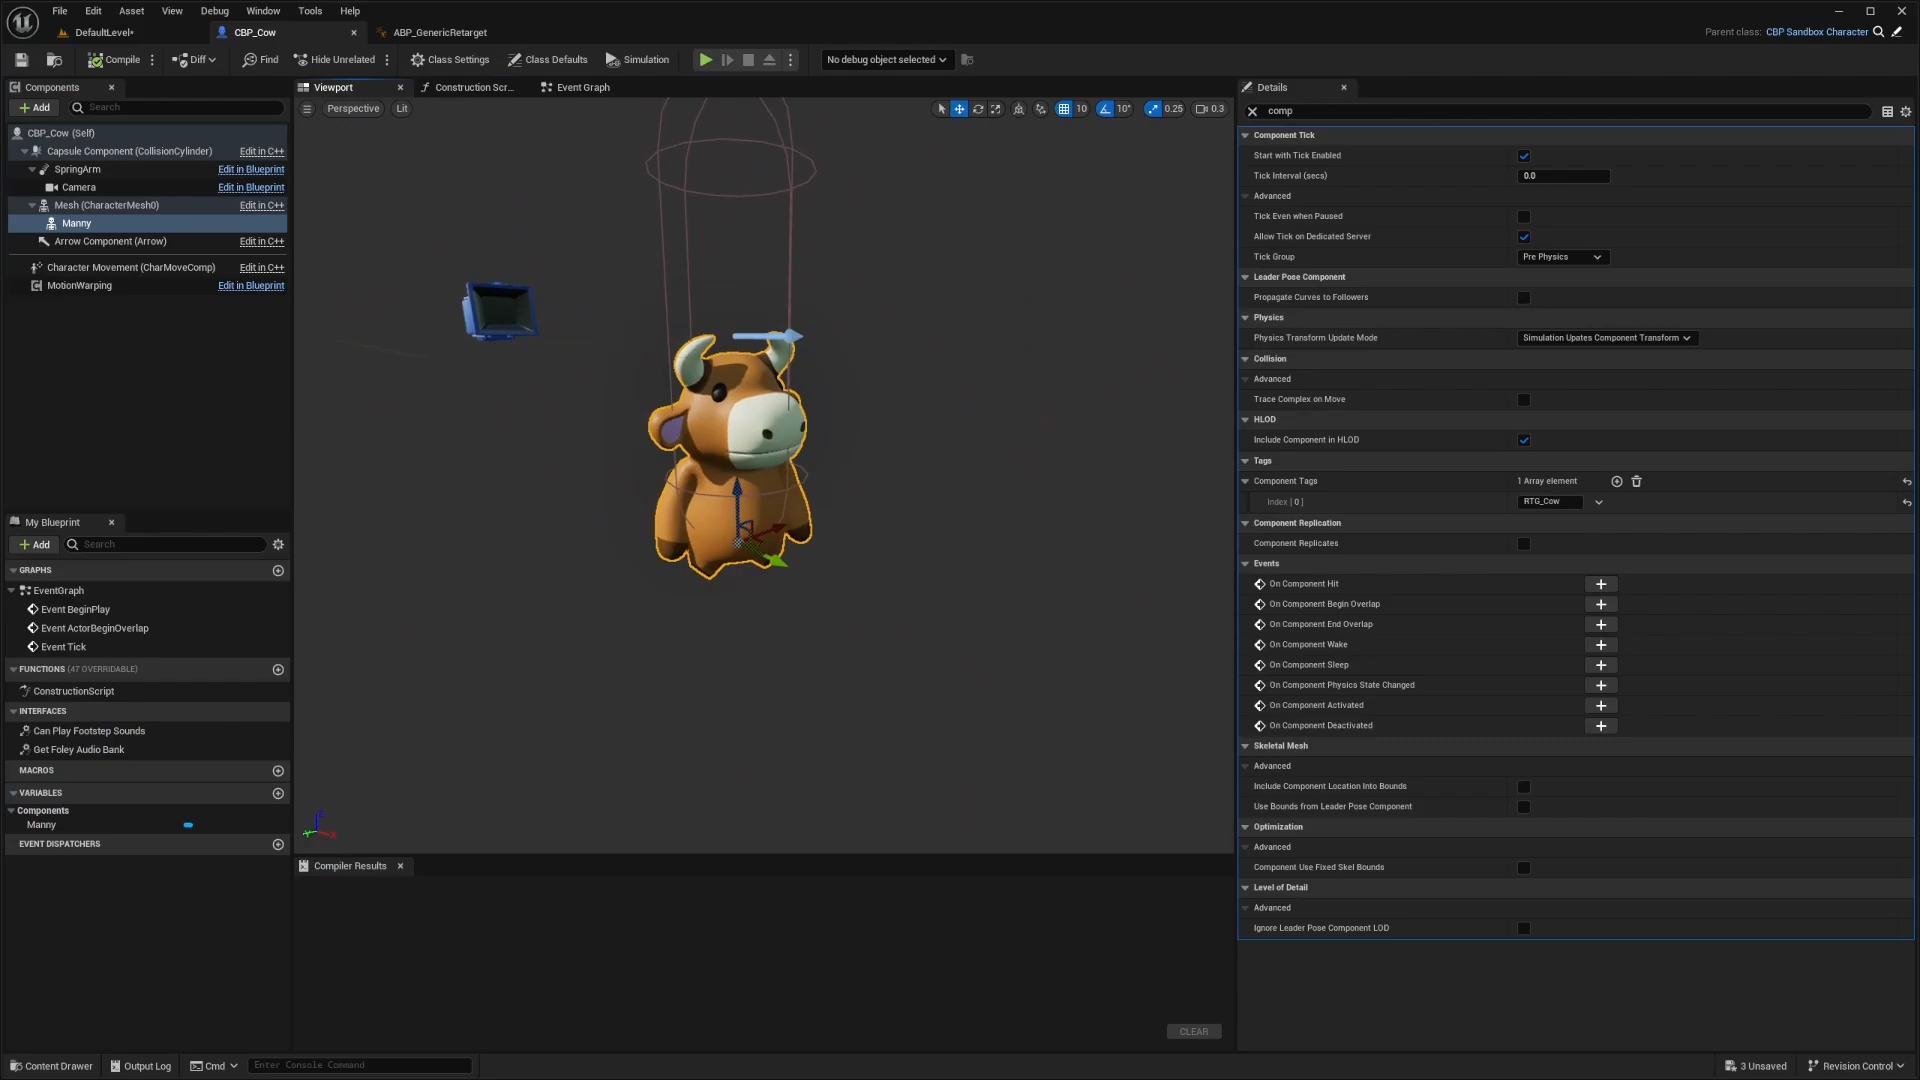 File Edit Asset View Debug Window Tools Help
DefaultLevel* CBP_Cow ABP_GenericRetarget
Parent class: CBP Sandbox Character
Compile Diff Find Hide Unrelated Class Settings Class Defaults Simulation No debug object selected
Components
Add Search
CBP_Cow (Self)
Capsule Component (CollisionCylinder) Edit in C++
SpringArm Edit in Blueprint
Camera Edit in Blueprint
Mesh (CharacterMesh0) Edit in C++
Manny
Arrow Component (Arrow) Edit in C++
Character Movement (CharMoveComp) Edit in C++
MotionWarping Edit in Blueprint
My Blueprint
Add Search
GRAPHS
EventGraph
Event BeginPlay
Event ActorBeginOverlap
Event Tick
FUNCTIONS (47 OVERRIDABLE)
ConstructionScript
INTERFACES
Can Play Footstep Sounds
Get Foley Audio Bank
MACROS
VARIABLES
Components
Manny
EVENT DISPATCHERS
Viewport Construction Scr... Event Graph
Perspective Lit 10 10° 0.25 0.3
Compiler Results
CLEAR
Details
comp
Component Tick
Start with Tick Enabled
Tick Interval (secs) 0.0
Advanced
Tick Even when Paused
Allow Tick on Dedicated Server
Tick Group Pre Physics
Leader Pose Component
Propagate Curves to Followers
Physics
Physics Transform Update Mode Simulation Upates Component Transform
Collision
Advanced
Trace Complex on Move
HLOD
Include Component in HLOD
Tags
Component Tags 1 Array element
Index [ 0 ] RTG_Cow
Component Replication
Component Replicates
Events
On Component Hit
On Component Begin Overlap
On Component End Overlap
On Component Wake
On Component Sleep
On Component Physics State Changed
On Component Activated
On Component Deactivated
Skeletal Mesh
Advanced
Include Component Location Into Bounds
Use Bounds from Leader Pose Component
Optimization
Advanced
Component Use Fixed Skel Bounds
Level of Detail
Advanced
Ignore Leader Pose Component LOD
Content Drawer Output Log Cmd Enter Console Command 3 Unsaved Revision Control